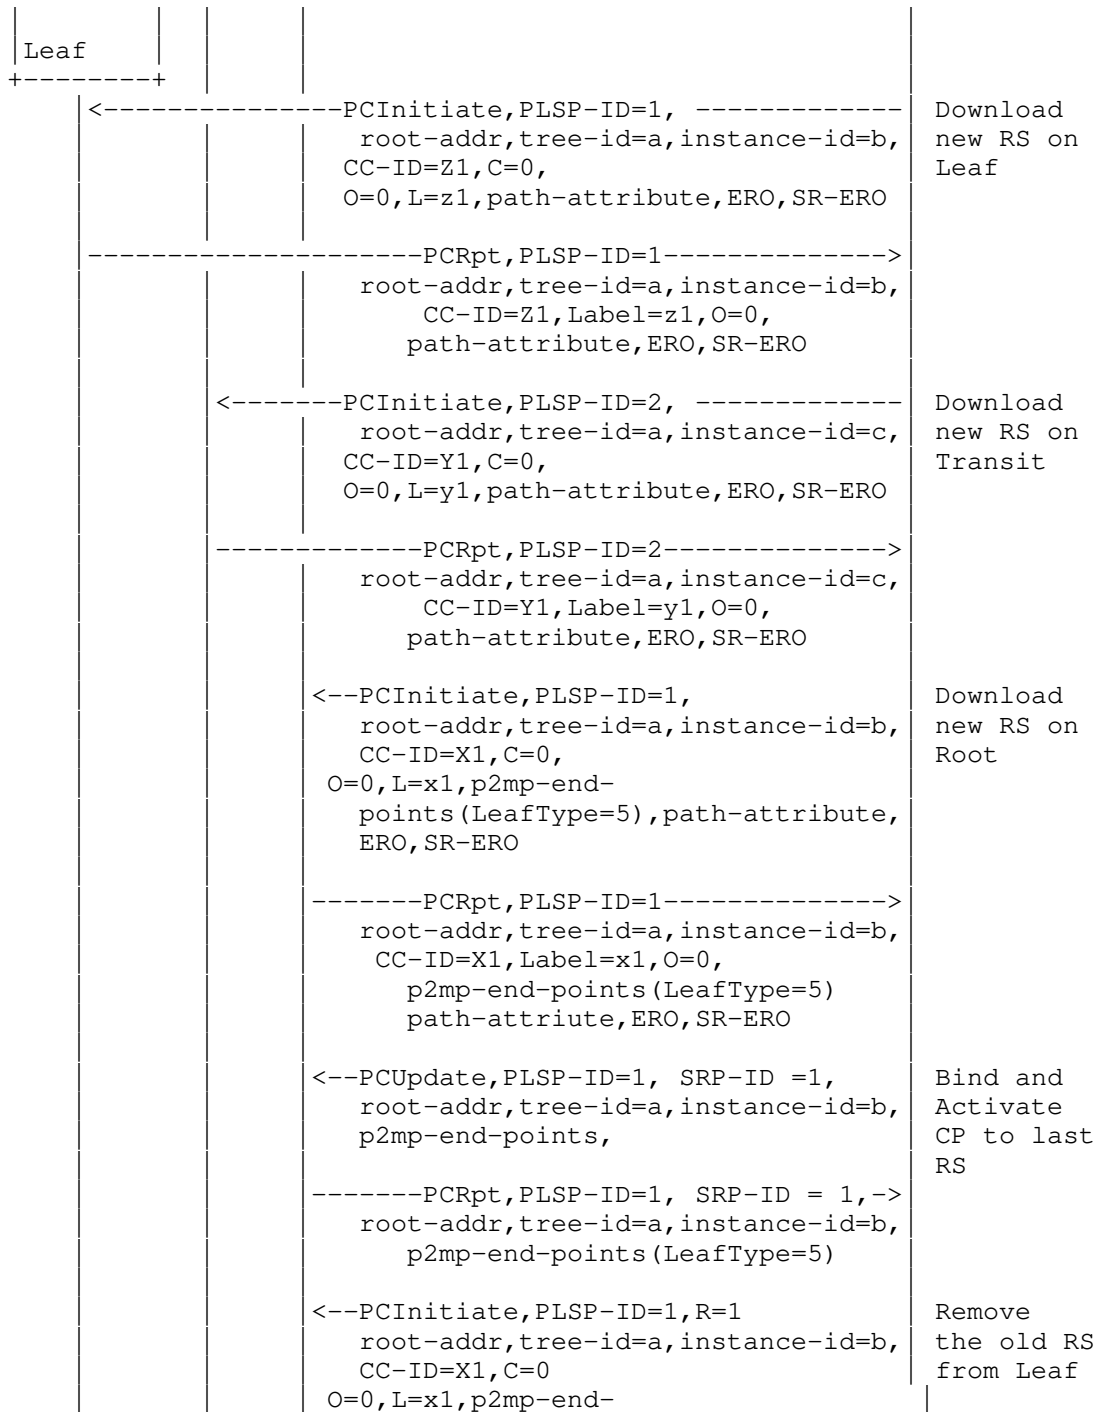 |        |  |     |                                      |
|Leaf    |  |     |                                      |
+--------+  |     |                                      |
    |<---------------PCInitiate,PLSP-ID=1, -------------| Download
    |       |     |   root-addr,tree-id=a,instance-id=b,| new RS on
    |       |     |  CC-ID=Z1,C=0,                      | Leaf
    |       |     |  O=0,L=z1,path-attribute,ERO,SR-ERO |
    |       |     |                                     |
    |---------------------PCRpt,PLSP-ID=1-------------->|
    |       |     |   root-addr,tree-id=a,instance-id=b,|
    |       |     |       CC-ID=Z1,Label=z1,O=0,        |
    |       |     |      path-attribute,ERO,SR-ERO      |
    |       |     |                                     |
    |       |<-------PCInitiate,PLSP-ID=2, -------------| Download
    |       |     |   root-addr,tree-id=a,instance-id=c,| new RS on
    |       |     |  CC-ID=Y1,C=0,                      | Transit
    |       |     |  O=0,L=y1,path-attribute,ERO,SR-ERO |
    |       |     |                                     |
    |       |-------------PCRpt,PLSP-ID=2-------------->|
    |       |     |   root-addr,tree-id=a,instance-id=c,|
    |       |     |       CC-ID=Y1,Label=y1,O=0,        |
    |       |     |      path-attribute,ERO,SR-ERO      |
    |       |     |                                     |
    |       |     |<--PCInitiate,PLSP-ID=1,             | Download
    |       |     |   root-addr,tree-id=a,instance-id=b,| new RS on
    |       |     |   CC-ID=X1,C=0,                     | Root
    |       |     | O=0,L=x1,p2mp-end-                  |
    |       |     |   points(LeafType=5),path-attribute,|
    |       |     |   ERO,SR-ERO                        |
    |       |     |                                     |
    |       |     |-------PCRpt,PLSP-ID=1-------------->|
    |       |     |   root-addr,tree-id=a,instance-id=b,|
    |       |     |    CC-ID=X1,Label=x1,O=0,           |
    |       |     |      p2mp-end-points(LeafType=5)    |
    |       |     |      path-attriute,ERO,SR-ERO       |
    |       |     |                                     |
    |       |     |<--PCUpdate,PLSP-ID=1, SRP-ID =1,    | Bind and
    |       |     |   root-addr,tree-id=a,instance-id=b,| Activate
    |       |     |   p2mp-end-points,                  | CP to last
    |       |     |                                     | RS
    |       |     |-------PCRpt,PLSP-ID=1, SRP-ID = 1,->|
    |       |     |   root-addr,tree-id=a,instance-id=b,|
    |       |     |      p2mp-end-points(LeafType=5)    |
    |       |     |                                     |
    |       |     |<--PCInitiate,PLSP-ID=1,R=1          | Remove
    |       |     |   root-addr,tree-id=a,instance-id=b,| the old RS
    |       |     |   CC-ID=X1,C=0                      | from Leaf
    |       |     | O=0,L=x1,p2mp-end-                   |